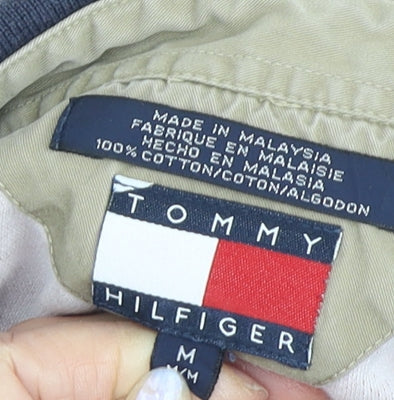 MADE IN MALAYSIA
FABRIQUE EN MALAISIE
HECHO EN MALASIA
100% COTTON/COTON/ALGODON
TOMMY
HILFIGER
M
M/M